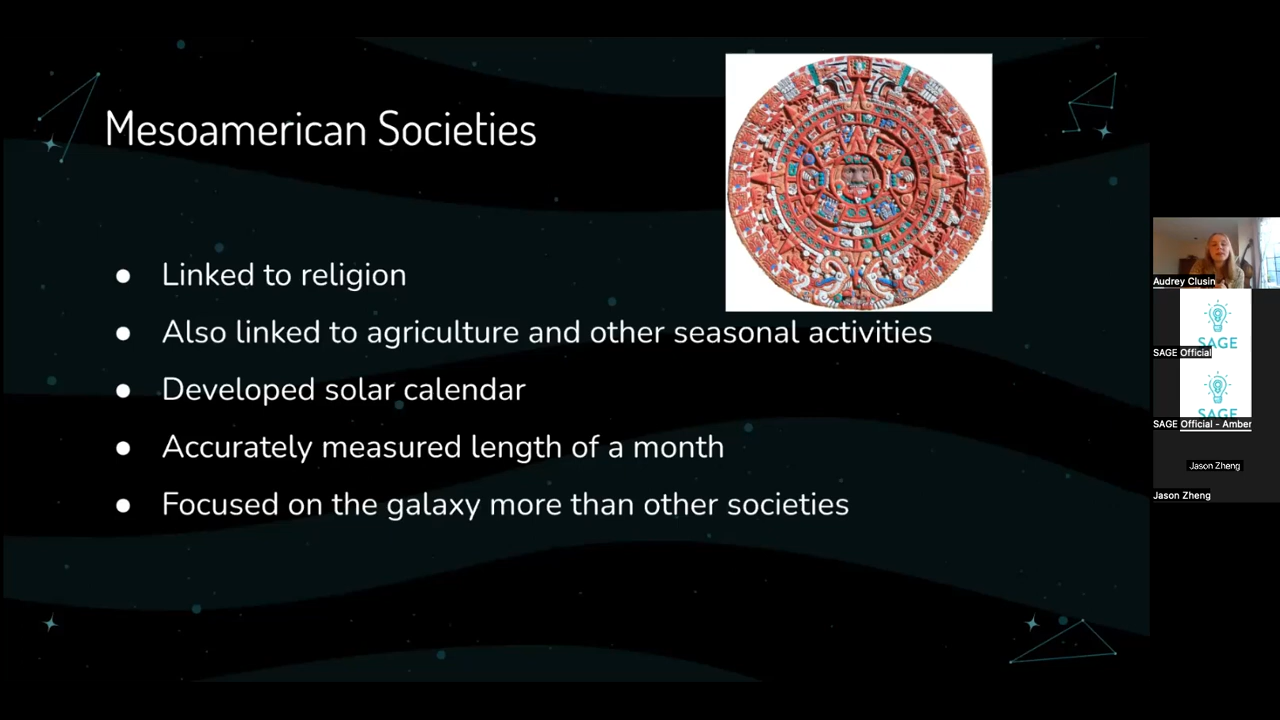 Mesoamerican Societies
● Linked to religion
● Also linked to agriculture and other seasonal activities
● Developed solar calendar
● Accurately measured length of a month
● Focused on the galaxy more than other societies
Audrey Clusin
SAGE
SAGE Official
SAGE
SAGE Official - Amber
Jason Zheng
Jason Zheng